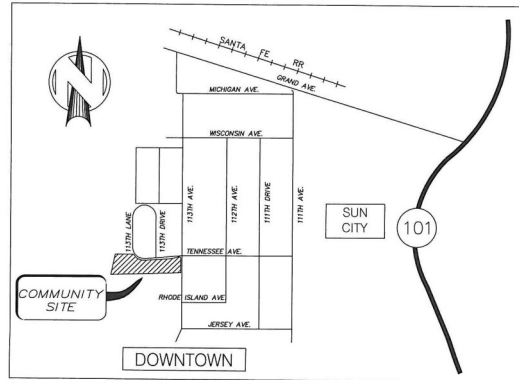 SANTA FE RR
GRAND AVE.
N
MICHIGAN AVE.
WISCONSIN AVE.
113TH LANE
113TH DRIVE
113TH AVE.
112TH AVE.
111TH DRIVE
111TH AVE.
SUN
CITY
101
TENNESSEE AVE.
COMMUNITY
SITE
RHODE ISLAND AVE
JERSEY AVE.
DOWNTOWN